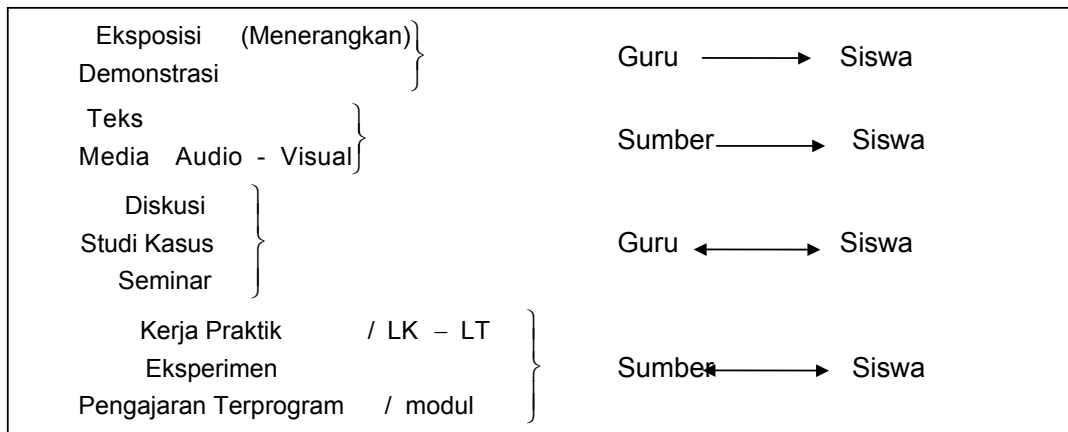 Eksposisi (Menerangkan)
Demonstrasi
Guru Siswa
Teks
Media Audio - Visual
Sumber Siswa
Diskusi
Studi Kasus
Seminar
Guru Siswa
Kerja Praktik / LK – LT
Eksperimen
Pengajaran Terprogram / modul
Sumber Siswa